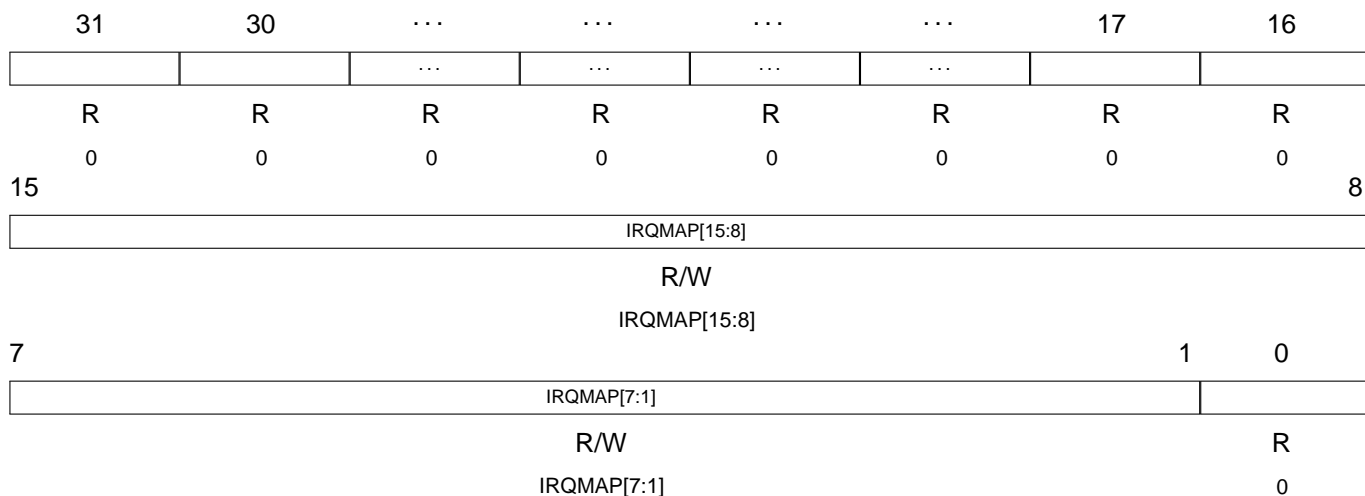 31 30 ... ... ... ... 17 16
... ... ... ...
R R R R R R R R
0 0 0 0 0 0 0 0
15 8
IRQMAP[15:8]
R/W
IRQMAP[15:8]
7 1 0
IRQMAP[7:1]
R/W R
IRQMAP[7:1] 0